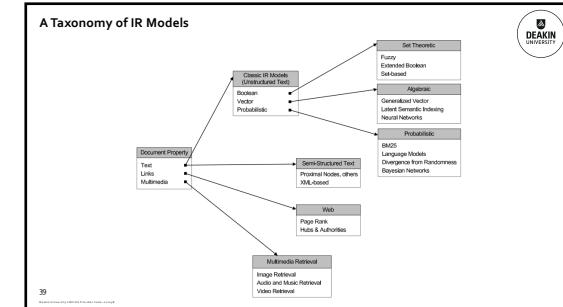 A Taxonomy of IR Models
DEAKIN
UNIVERSITY
Set Theoretic
Fuzzy
Extended Boolean
Set-based
Classic IR Models
(Unstructured Text)
Boolean
Vector
Probabilistic
Algebraic
Generalized Vector
Latent Semantic Indexing
Neural Networks
Probabilistic
BM25
Language Models
Divergence from Randomness
Bayesian Networks
Document Property
Text
Links
Multimedia
Semi-Structured Text
Proximal Nodes, others
XML-based
Web
Page Rank
Hubs & Authorities
Multimedia Retrieval
Image Retrieval
Audio and Music Retrieval
Video Retrieval
39